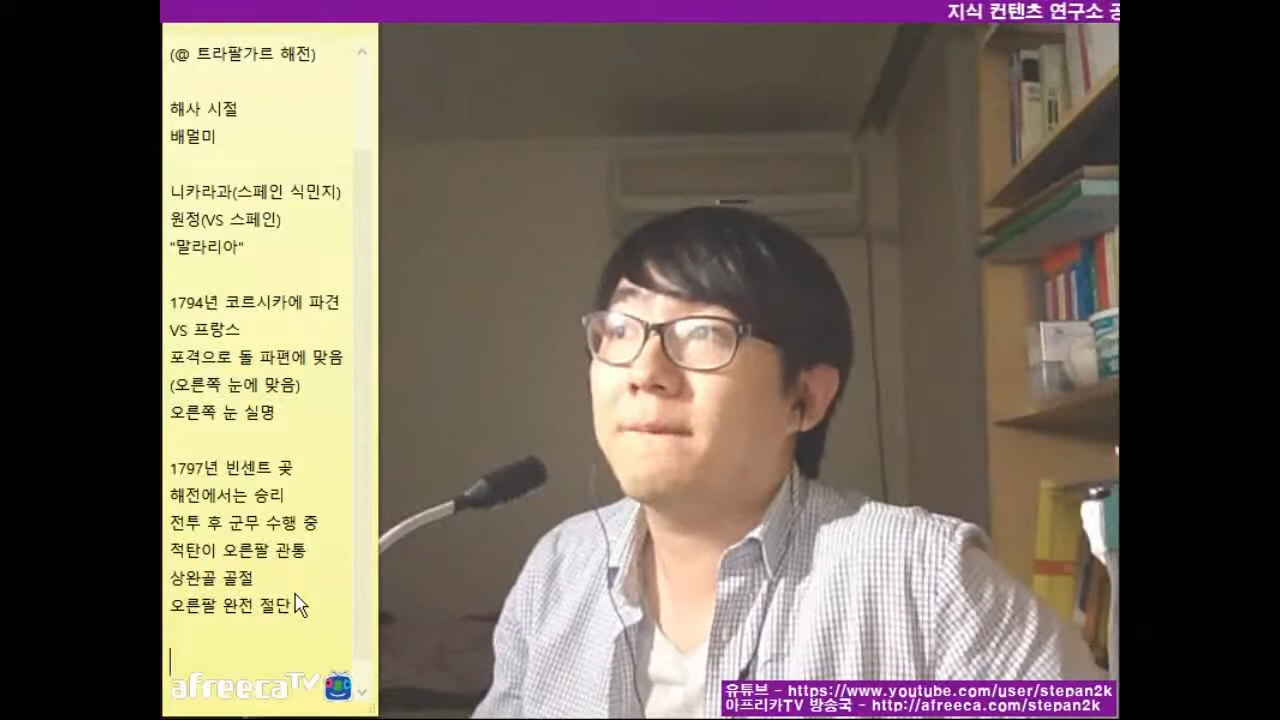 지식 컨텐츠 연구소 공
(@ 트라팔가르 해전)
해사 시절
배멀미
니카라과(스페인 식민지)
원정(VS 스페인)
"말라리아"
1794년 코르시카에 파견
VS 프랑스
포격으로 돌 파편에 맞음
(오른쪽 눈에 맞음)
오른쪽 눈 실명
1797년 빈센트 곶
해전에서는 승리
전투 후 군무 수행 중
적탄이 오른팔 관통
상완골 골절
오른팔 완전 절단
afreecaTV
유튜브 - https://www.youtube.com/user/stepan2k
아프리카TV 방송국 - http://afreeca.com/stepan2k